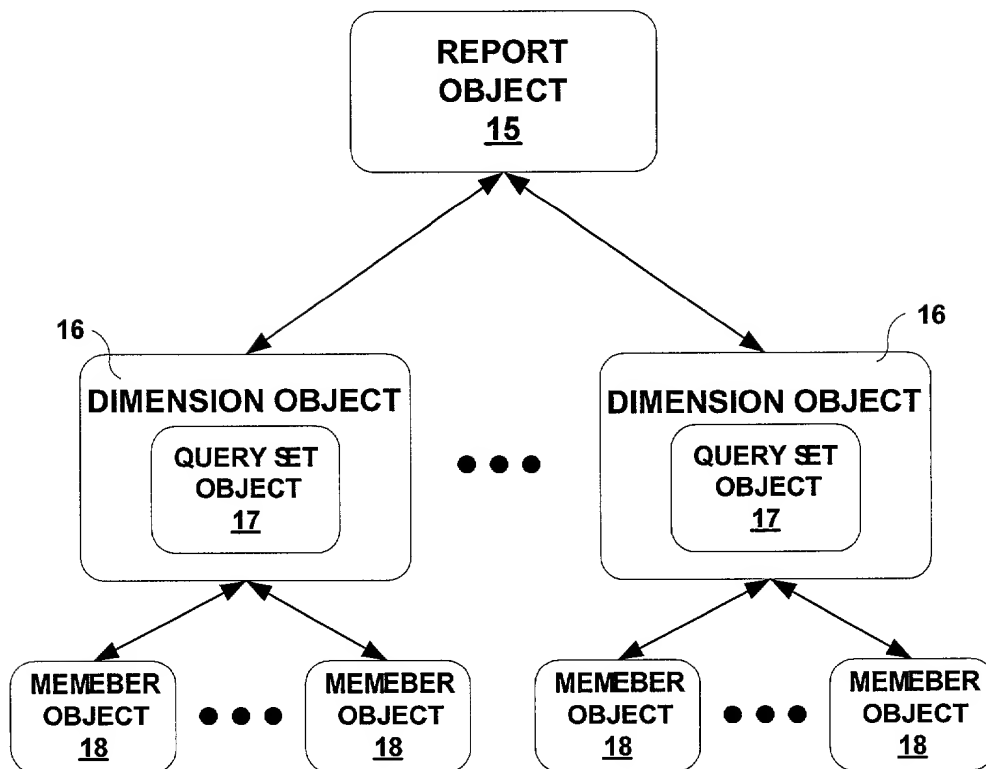 REPORT
OBJECT
15
16
16
DIMENSION OBJECT
QUERY SET
OBJECT
17
DIMENSION OBJECT
QUERY SET
OBJECT
17
MEMEBER
OBJECT
18
MEMEBER
OBJECT
18
MEMEBER
OBJECT
18
MEMEBER
OBJECT
18